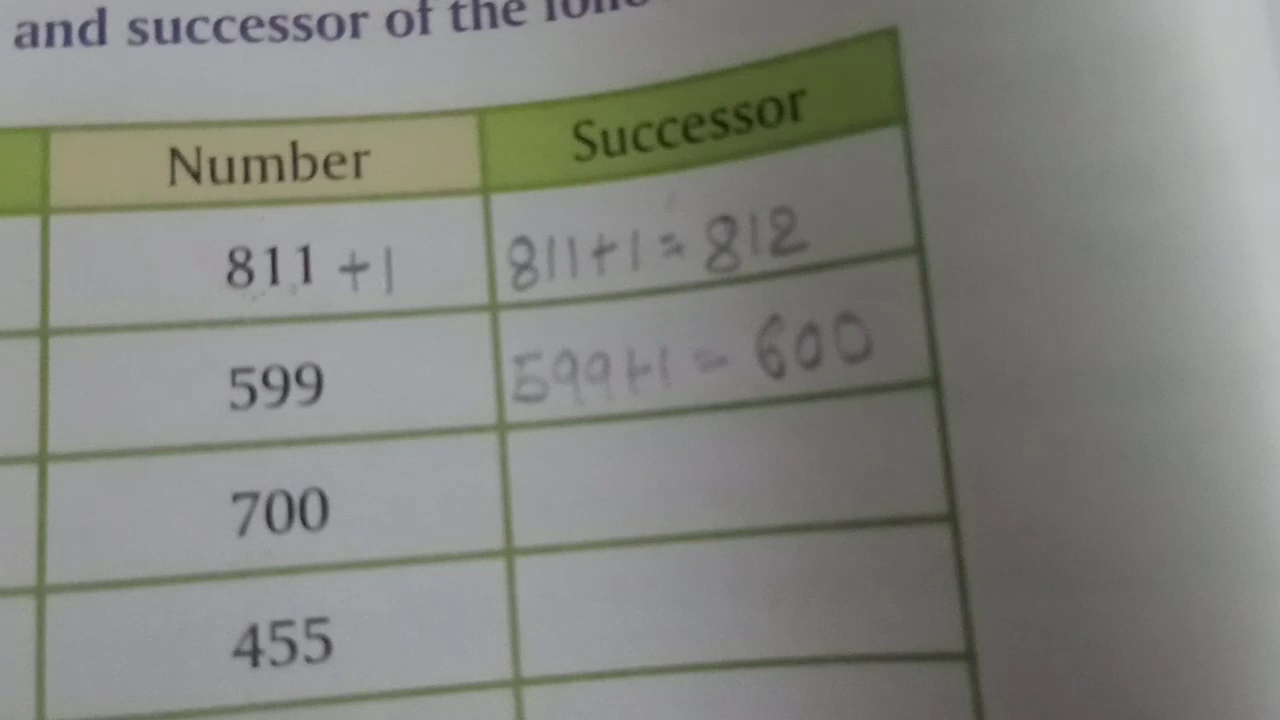 and successor of the
Number Successor
811 +1 811+1 = 812
599 599+1 = 600
700
455